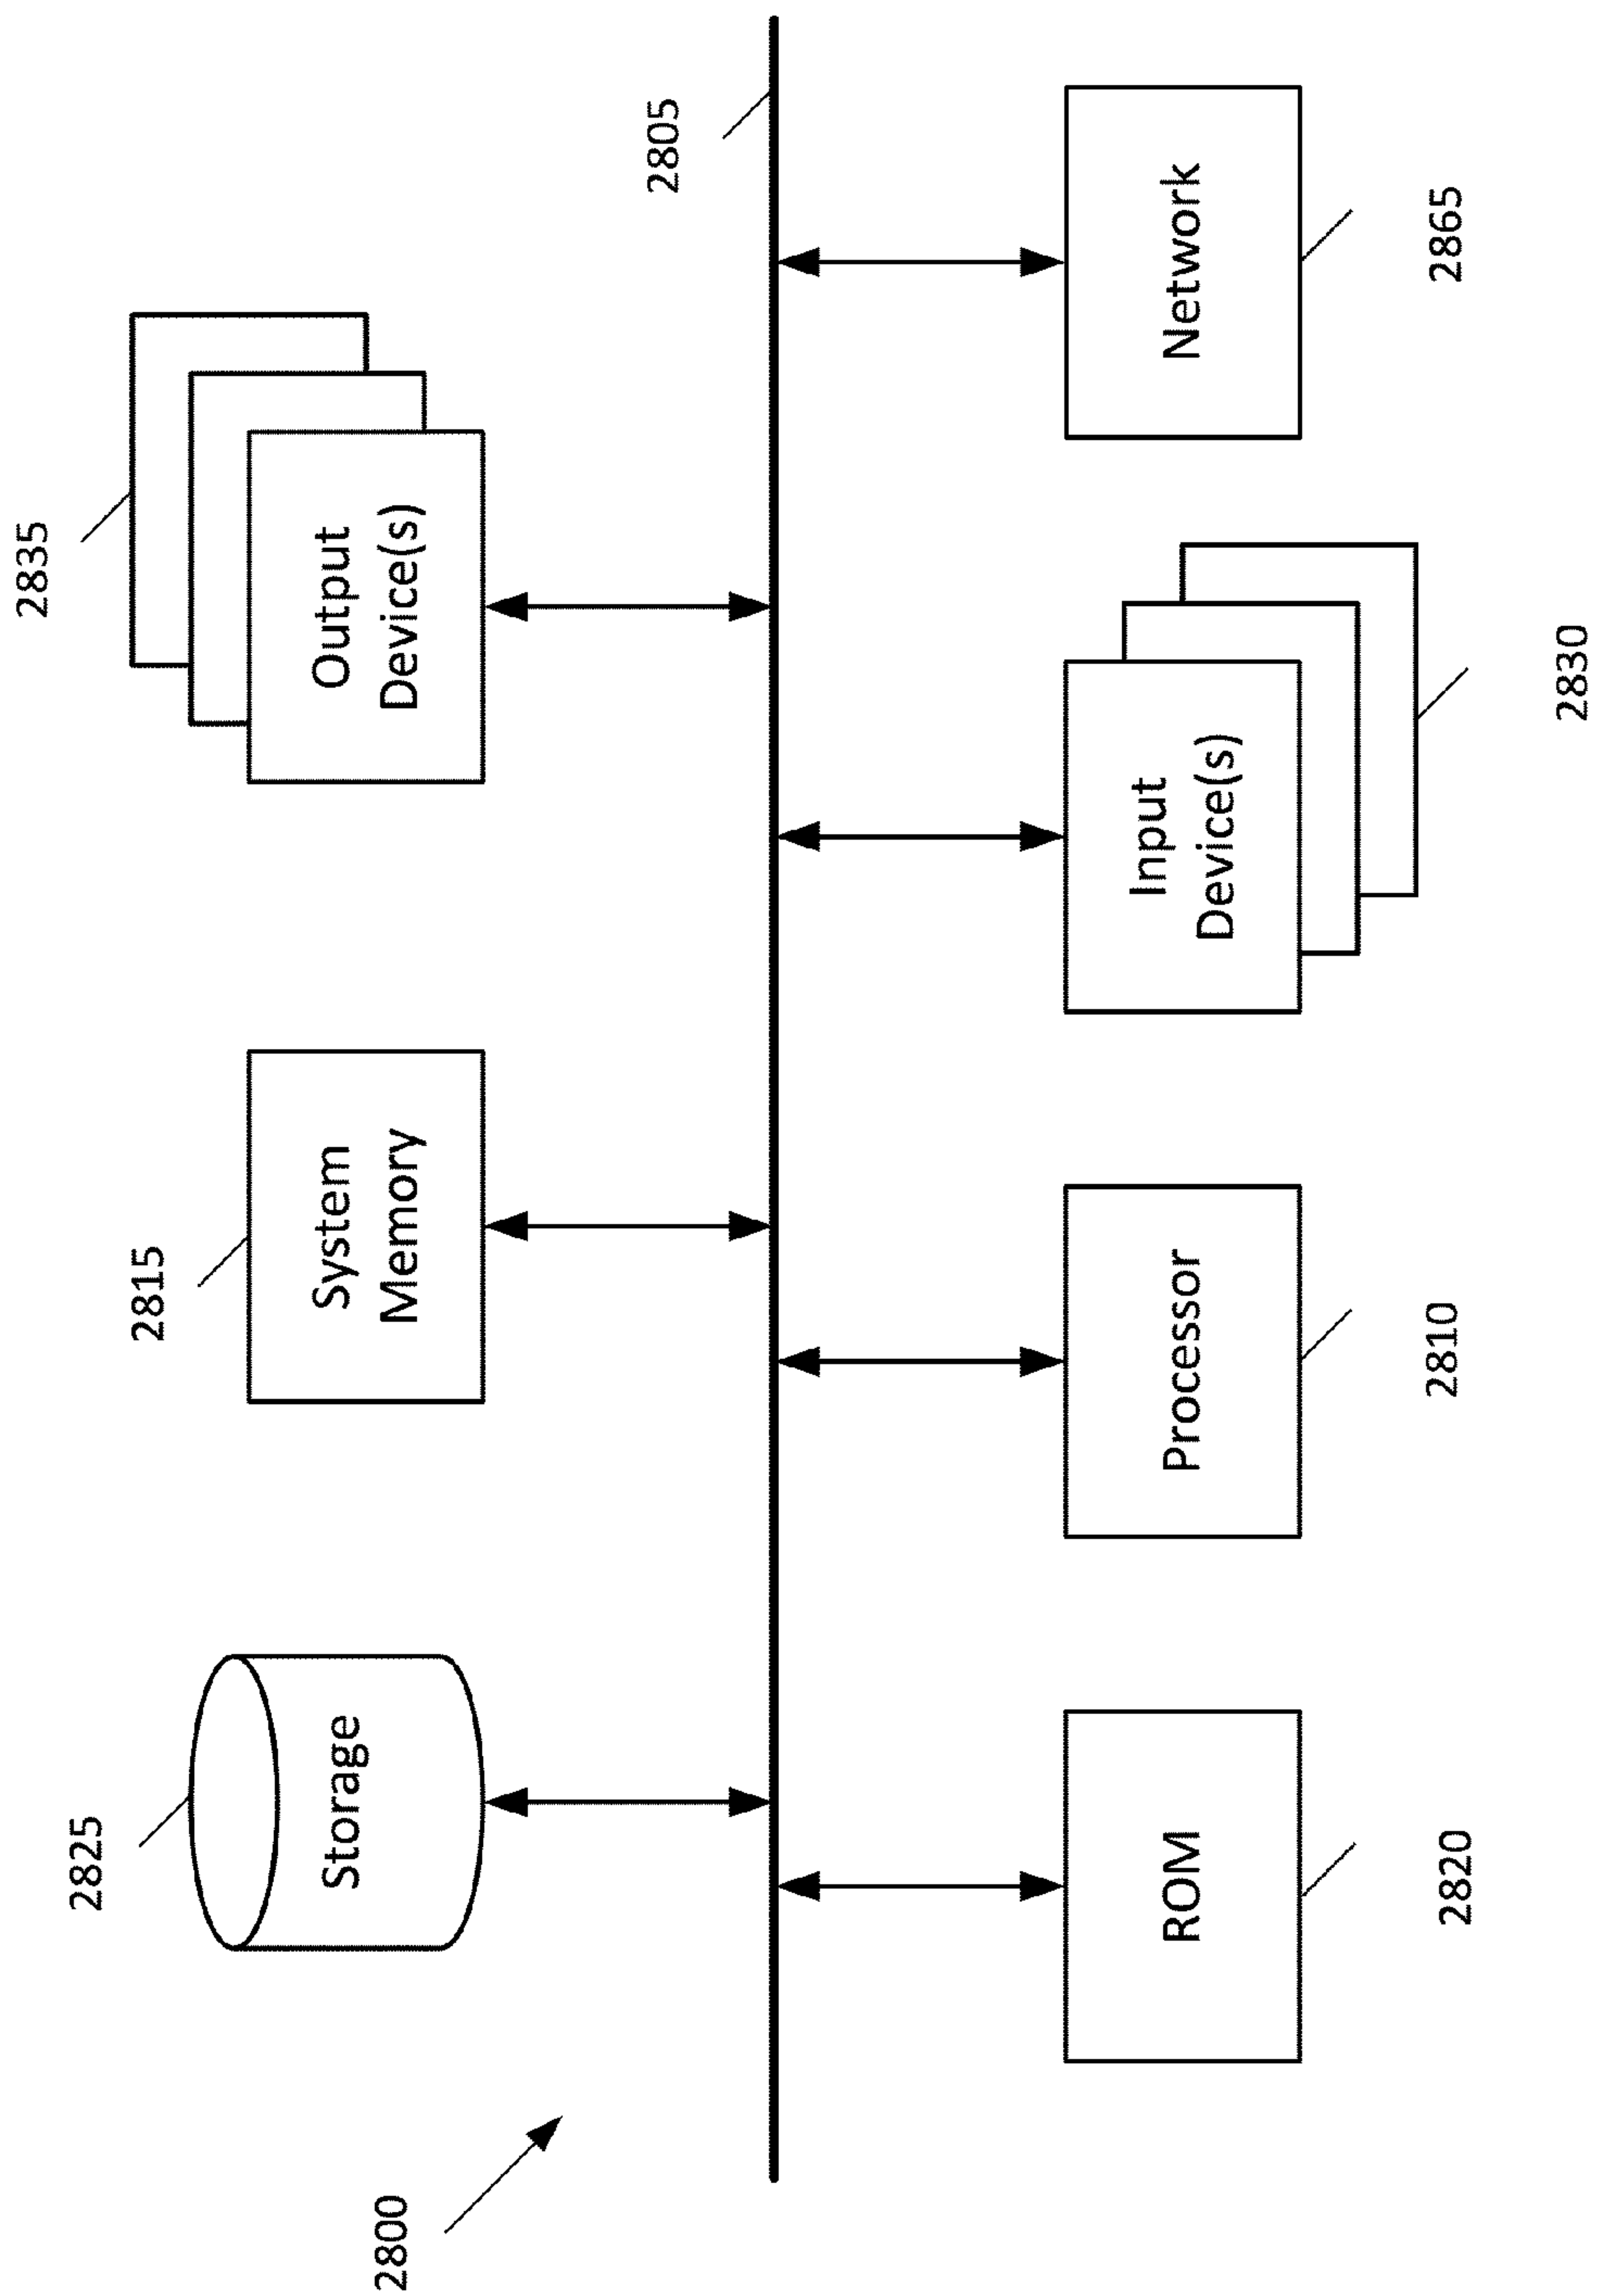 2825
2815
2835
Storage
System
Memory
Output
Device(s)
2800
2805
ROM
Processor
Input
Device(s)
Network
2820
2810
2830
2865